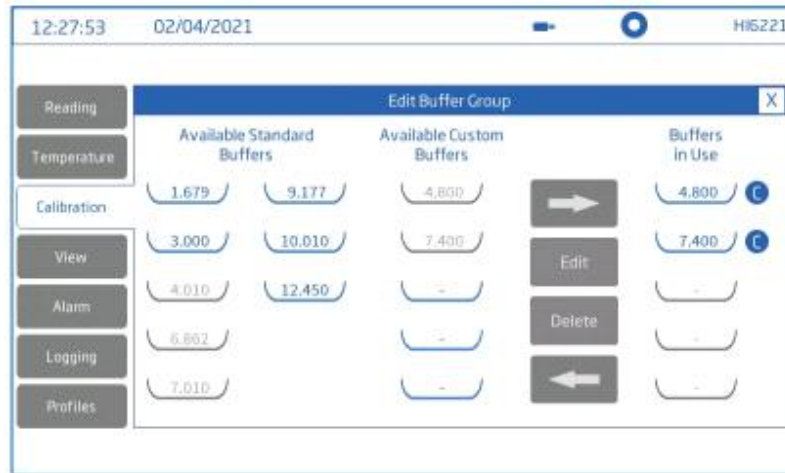 12:27:53 02/04/2021 HI6221
Edit Buffer Group X
Reading
Temperature
Calibration
View
Alarm
Logging
Profiles
Available Standard
Buffers
1.679 9.177
3.000 10.010
4.010 12.450
6.862
7.010
Available Custom
Buffers
4.800
7.400
-
-
-
Edit
Delete
Buffers
in Use
4.800 C
7.400 C
-
-
-